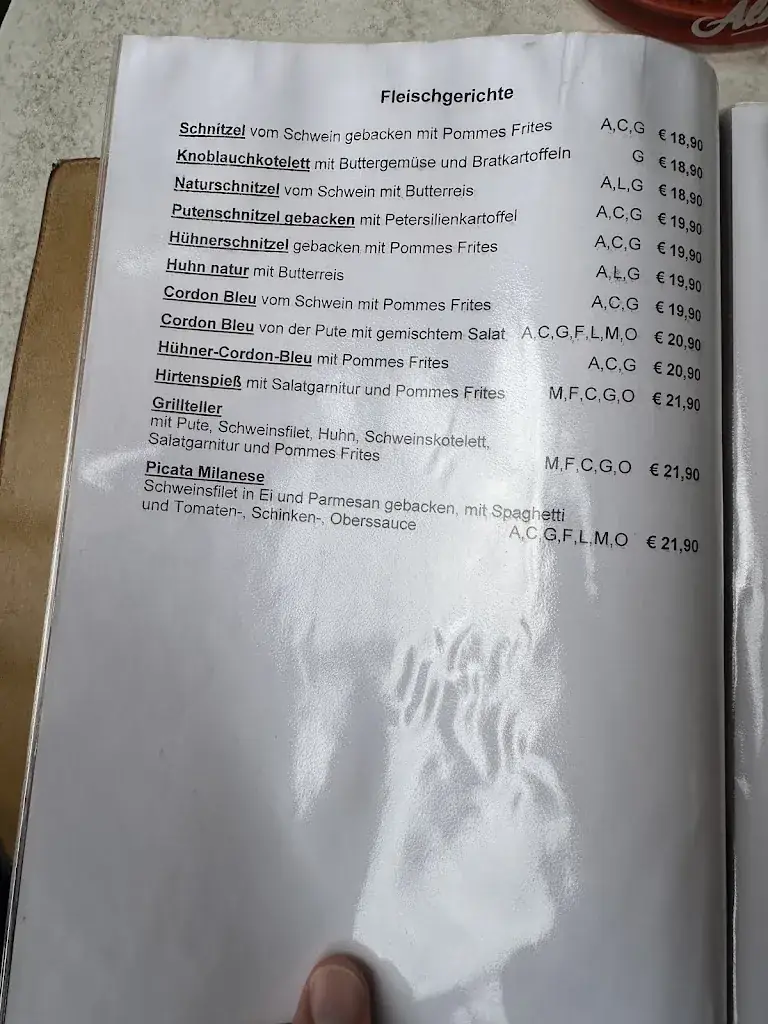 Fleischgerichte
Schnitzel vom Schwein gebacken mit Pommes Frites A,C,G € 18,90
Knoblauchkotelett mit Buttergemüse und Bratkartoffeln G € 18,90
Naturschnitzel vom Schwein mit Butterreis A,L,G € 18,90
Putenschnitzel gebacken mit Petersilienkartoffel A,C,G € 19,90
Hühnerschnitzel gebacken mit Pommes Frites A,C,G € 19,90
Huhn natur mit Butterreis A,L,G € 19,90
Cordon Bleu vom Schwein mit Pommes Frites A,C,G € 19,90
Cordon Bleu von der Pute mit gemischtem Salat A,C,G,F,L,M,O € 20,90
Hühner-Cordon-Bleu mit Pommes Frites A,C,G € 20,90
Hirtenspieß mit Salatgarnitur und Pommes Frites M,F,C,G,O € 21,90
Grillteller
mit Pute, Schweinsfilet, Huhn, Schweinskotelett,
Salatgarnitur und Pommes Frites M,F,C,G,O € 21,90
Picata Milanese
Schweinsfilet in Ei und Parmesan gebacken, mit Spaghetti
und Tomaten-, Schinken-, Oberssauce A,C,G,F,L,M,O € 21,90